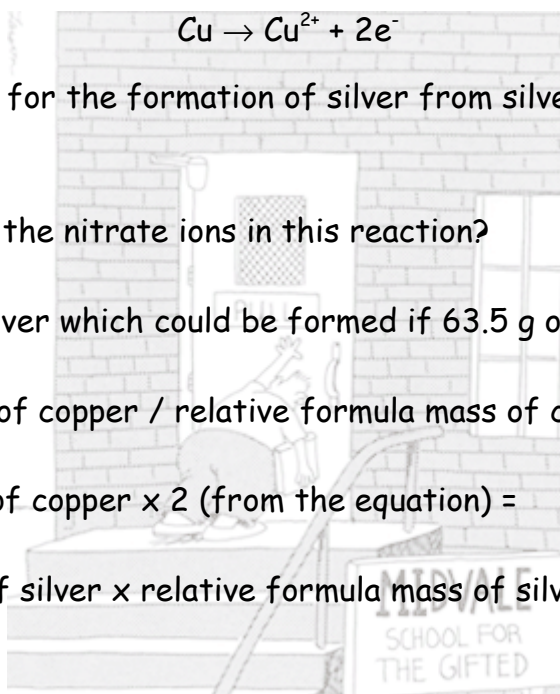 Cu → Cu²⁺ + 2e⁻
for the formation of silver from silve
the nitrate ions in this reaction?
ver which could be formed if 63.5 g o
of copper / relative formula mass of c
of copper x 2 (from the equation) =
f silver x relative formula mass of silv
PULL
MIDVALE
SCHOOL FOR
THE GIFTED